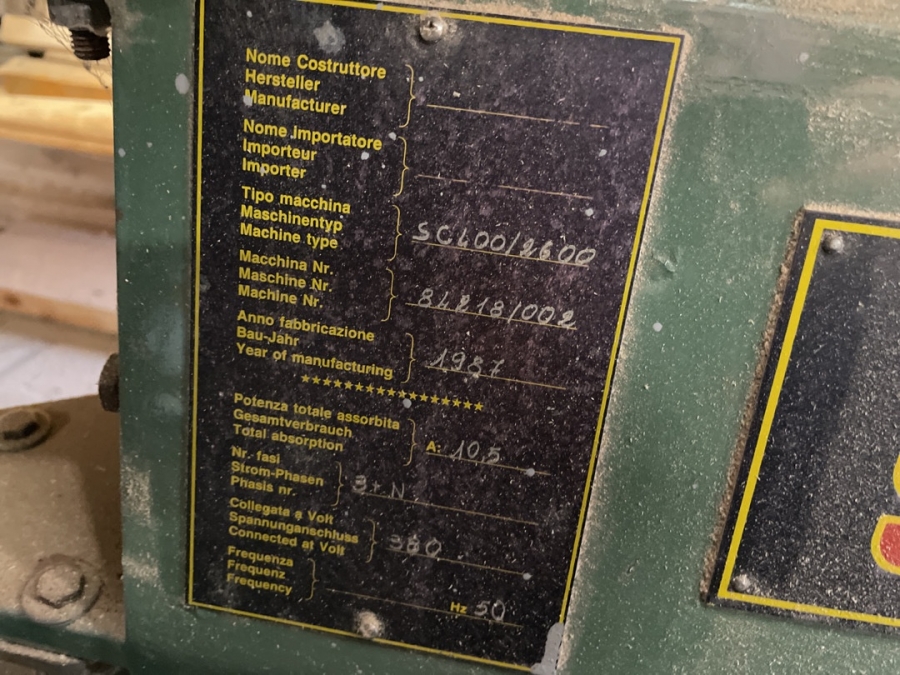 Nome Costruttore
Hersteller
Manufacturer
Nome Importatore
Importeur
Importer
Tipo macchina
Maschinentyp
Machine type
SC400/2600
Macchina Nr.
Maschine Nr.
Machine Nr.
84218/002
Anno fabbricazione
Bau-Jahr
Year of manufacturing
1987
★★★★★★★★★★★★★★★★★
Potenza totale assorbita
Gesamtverbrauch
Total absorption
A: 10,5
Nr. fasi
Strom-Phasen
Phasis nr.
3+N
Collegata a Volt
Spannunganschluss
Connected at Volt
380
Frequenza
Frequenz
Frequency
Hz 50